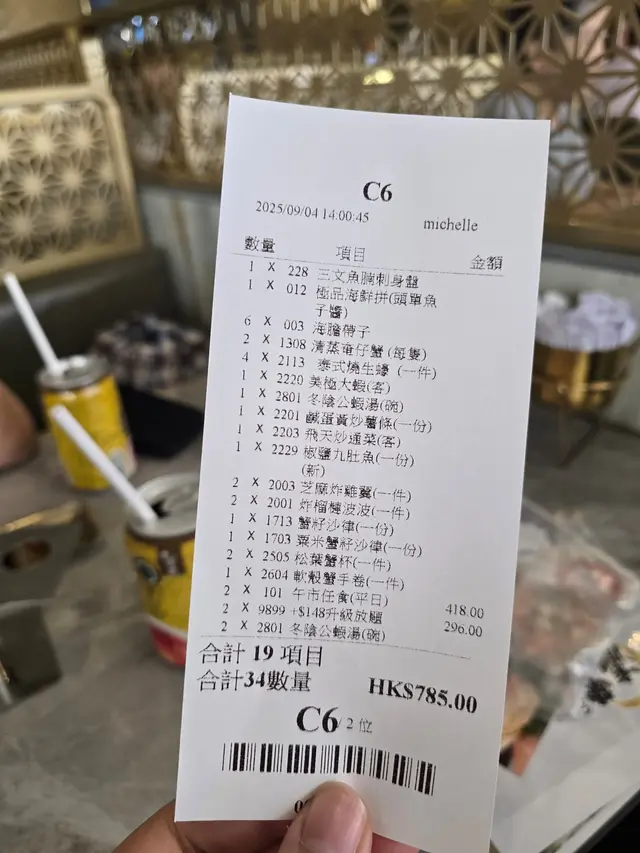 C6
2025/09/04 14:00:45 michelle
數量 項目 金額
1 X 228 三文魚腩刺身盤
1 X 012 極品海鮮拼(頭單魚
子醬)
6 X 003 海膽帶子
2 X 1308 清蒸奄仔蟹 (每隻)
4 X 2113 泰式燒生蠔 (一件)
1 X 2220 美極大蝦(客)
1 X 2801 冬陰公蝦湯(碗)
1 X 2201 鹹蛋黃炒薯條(一份)
1 X 2203 飛天炒通菜(客)
1 X 2229 椒鹽九肚魚(一份)
(新)
2 X 2003 芝麻炸雞翼(一件)
2 X 2001 炸榴槤波波(一件)
1 X 1713 蟹籽沙律(一份)
1 X 1703 粟米蟹籽沙律(一份)
2 X 2505 松葉蟹杯(一件)
1 X 2604 軟殼蟹手卷(一件)
2 X 101 午市任食(平日) 418.00
2 X 9899 +$148升級放題 296.00
2 X 2801 冬陰公蝦湯(碗)
合計 19 項目
合計34數量 HK$785.00
C6/ 2 位